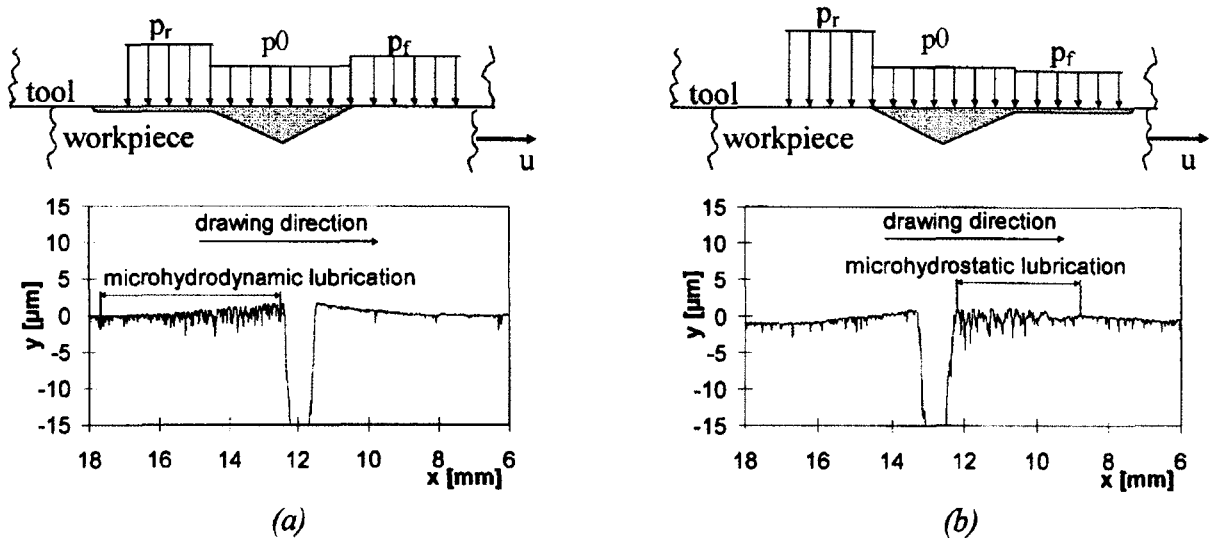 p_r
p0
p_f
tool
workpiece
u
15
10
5
0
-5
-10
-15
y [µm]
drawing direction
microhydrodynamic lubrication
18 16 14 12 10 8 6
x [mm]
(a)
p_r
p0
p_f
tool
workpiece
u
15
10
5
0
-5
-10
-15
y [µm]
drawing direction
microhydrostatic lubrication
18 16 14 12 10 8 6
x [mm]
(b)